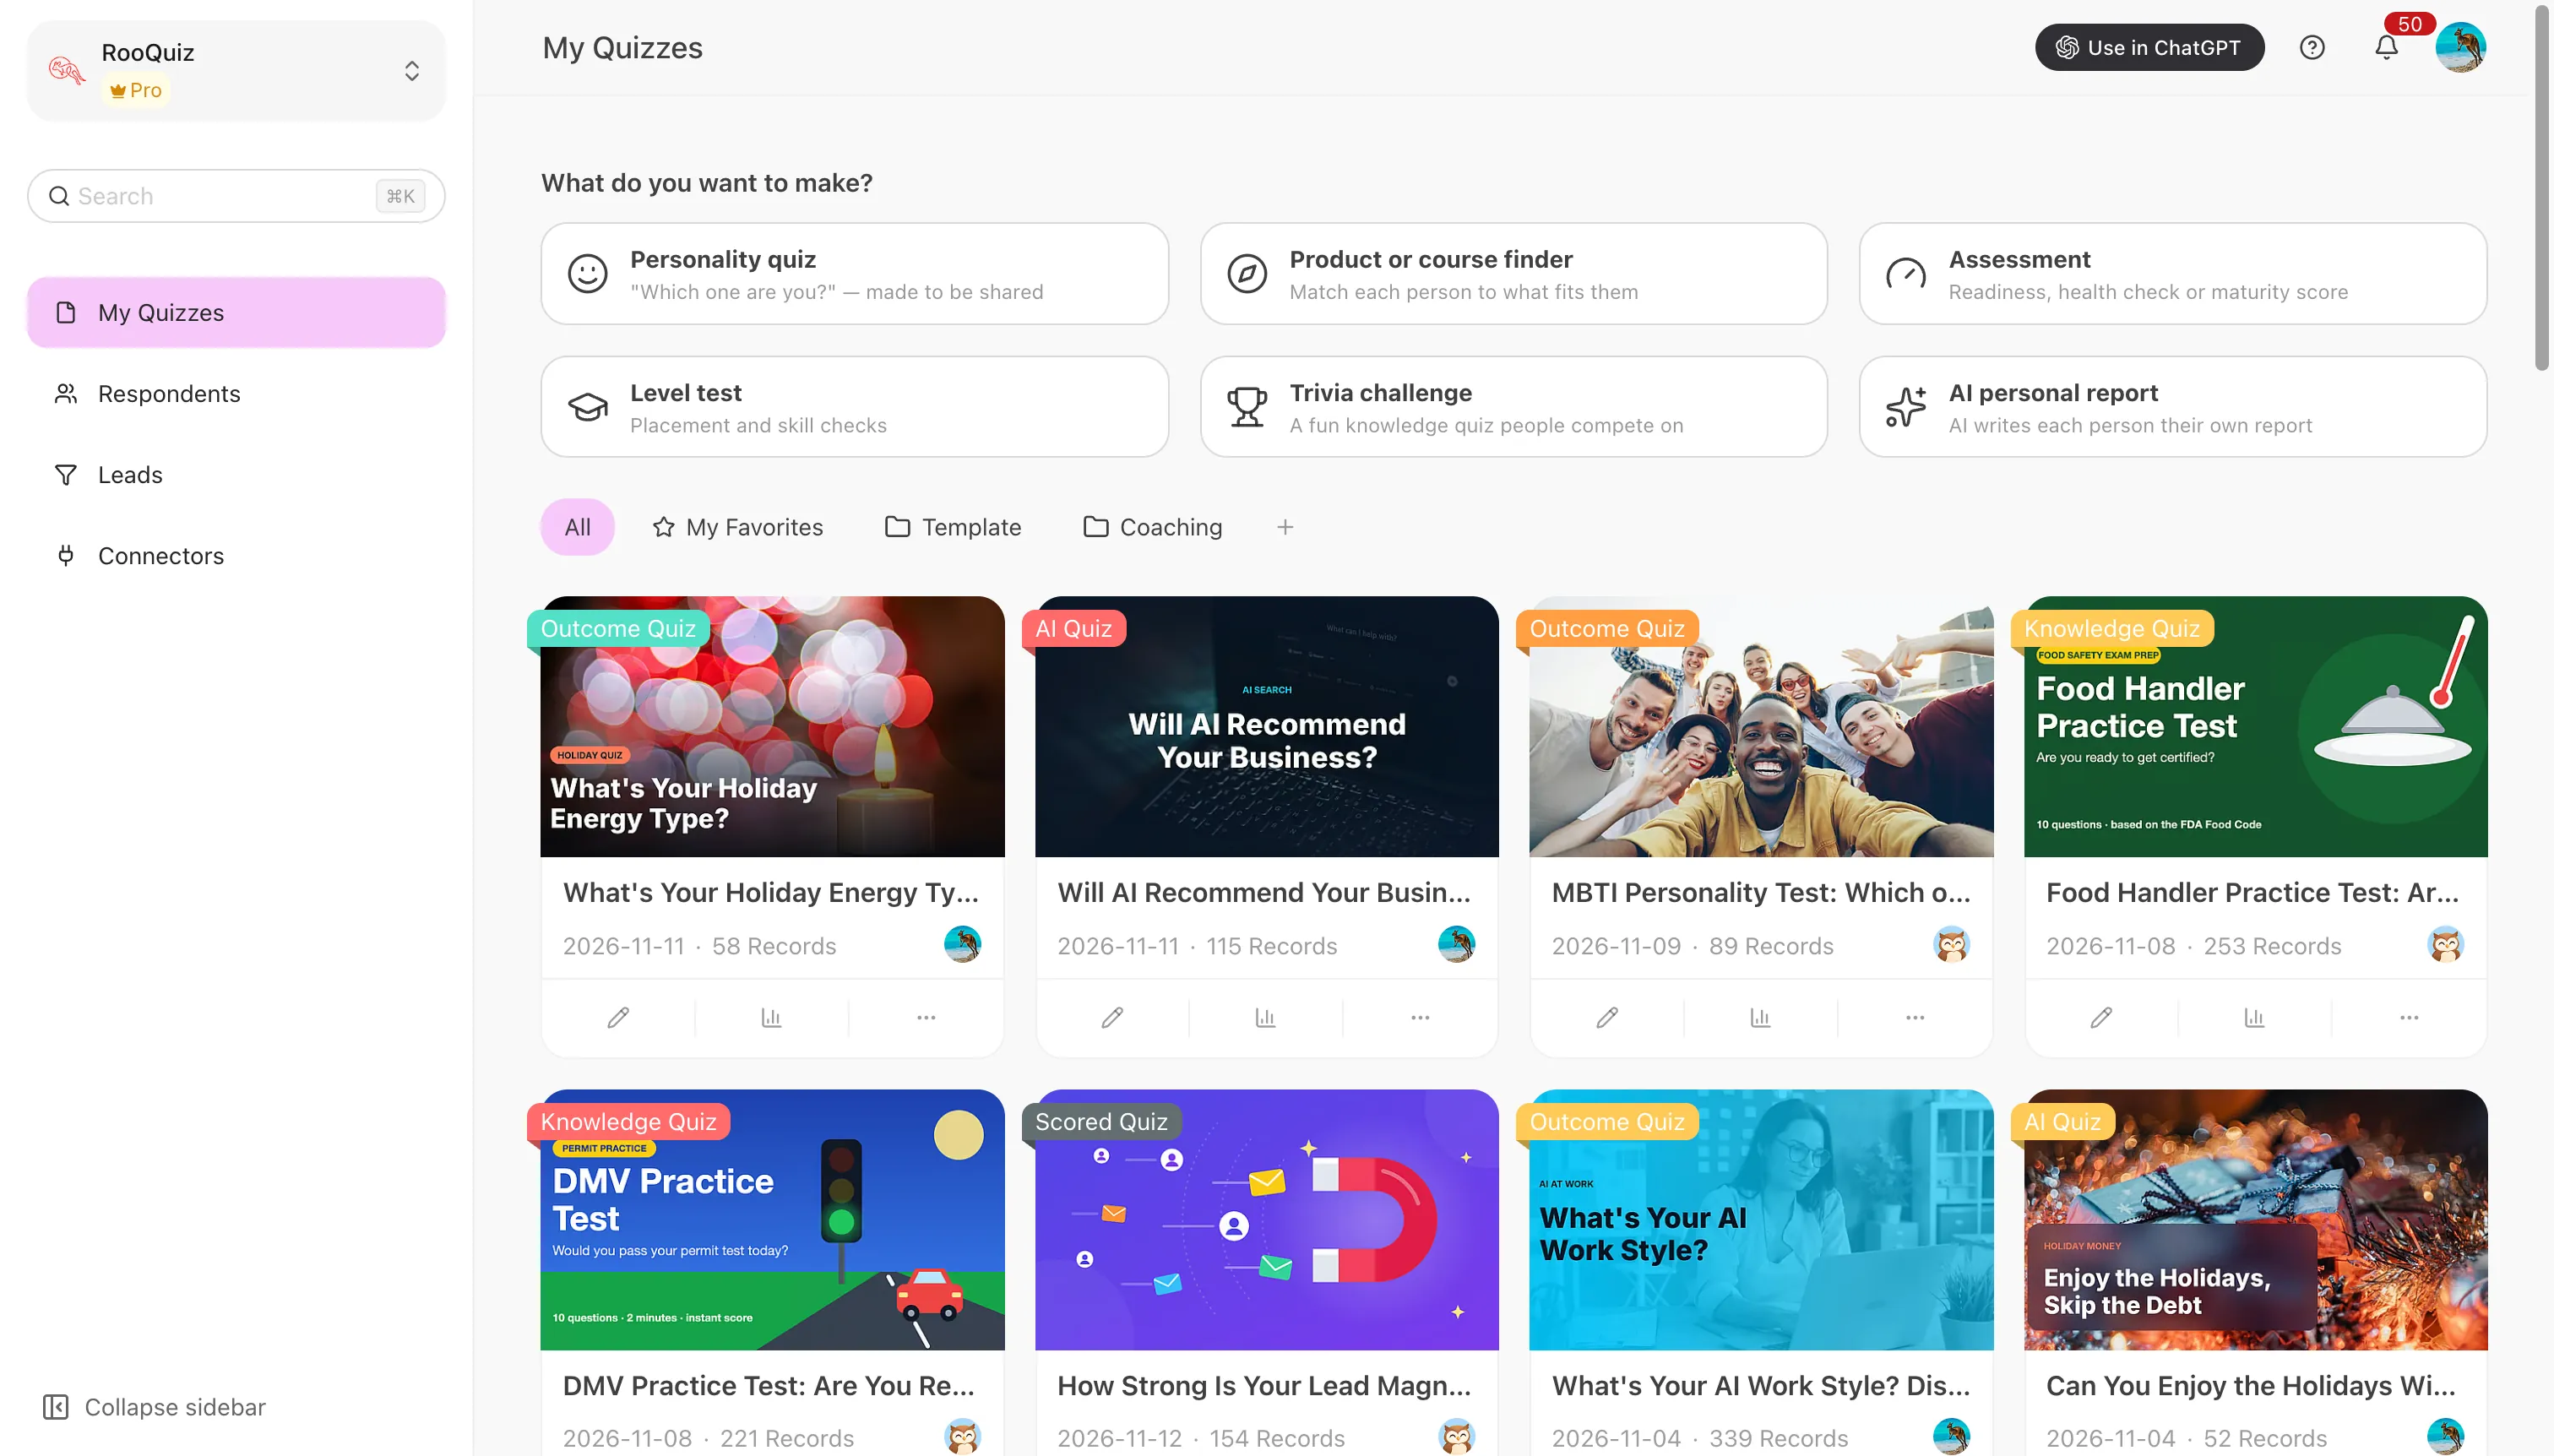 RooQuiz
Pro
Search
⌘K
My Quizzes
Respondents
Leads
Connectors
Collapse sidebar
My Quizzes
Use in ChatGPT
50
What do you want to make?
Personality quiz
"Which one are you?" — made to be shared
Product or course finder
Match each person to what fits them
Assessment
Readiness, health check or maturity score
Level test
Placement and skill checks
Trivia challenge
A fun knowledge quiz people compete on
AI personal report
AI writes each person their own report
All
My Favorites
Template
Coaching
Outcome Quiz
HOLIDAY QUIZ
What's Your Holiday
Energy Type?
What's Your Holiday Energy Ty...
2026-11-11 · 58 Records
AI Quiz
What can I help with?
AI SEARCH
Will AI Recommend
Your Business?
Will AI Recommend Your Busin...
2026-11-11 · 115 Records
Outcome Quiz
MBTI Personality Test: Which o...
2026-11-09 · 89 Records
Knowledge Quiz
FOOD SAFETY EXAM PREP
Food Handler
Practice Test
Are you ready to get certified?
10 questions · based on the FDA Food Code
Food Handler Practice Test: Ar...
2026-11-08 · 253 Records
Knowledge Quiz
PERMIT PRACTICE
DMV Practice
Test
Would you pass your permit test today?
10 questions · 2 minutes · instant score
DMV Practice Test: Are You Re...
2026-11-08 · 221 Records
Scored Quiz
How Strong Is Your Lead Magn...
2026-11-12 · 154 Records
Outcome Quiz
AI AT WORK
What's Your AI
Work Style?
What's Your AI Work Style? Dis...
2026-11-04 · 339 Records
AI Quiz
HOLIDAY MONEY
Enjoy the Holidays,
Skip the Debt
Can You Enjoy the Holidays Wi...
2026-11-04 · 52 Records